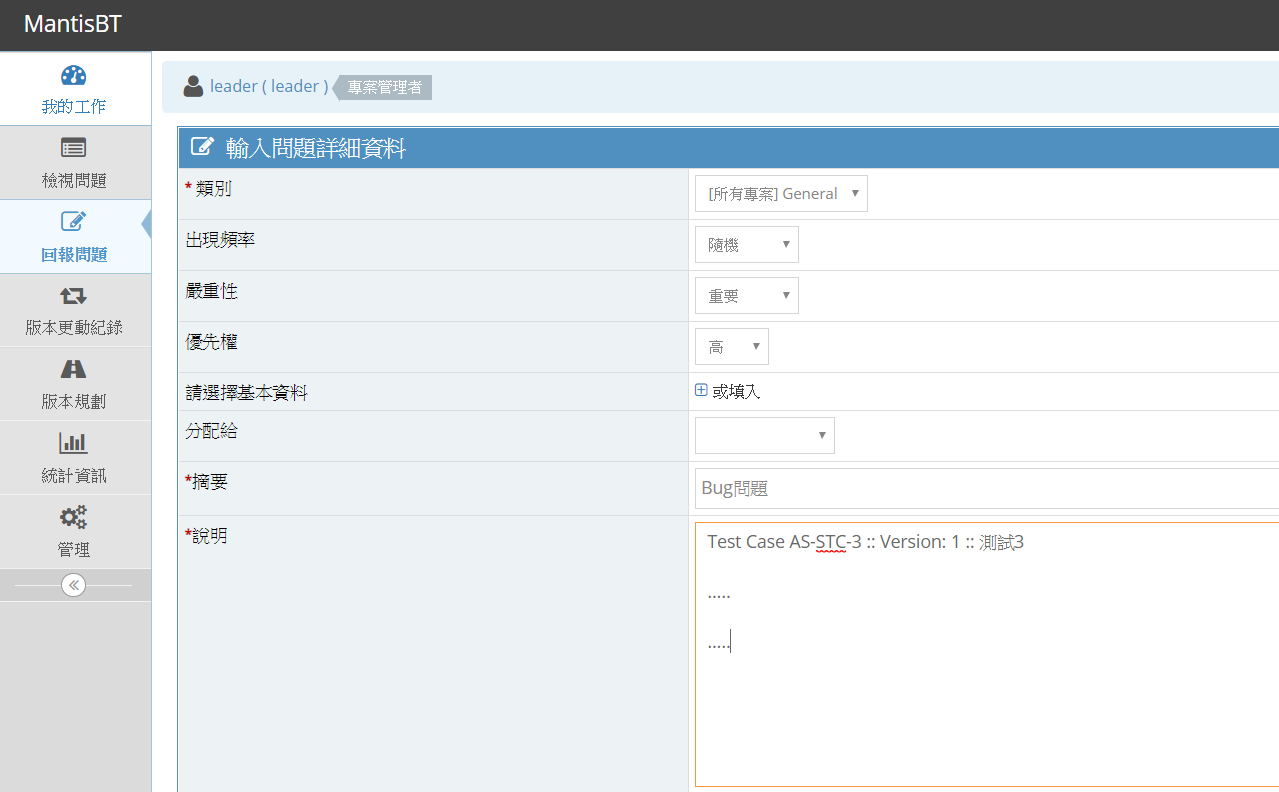 MantisBT
我的工作
檢視問題
回報問題
版本更動紀錄
版本規劃
統計資訊
管理
leader ( leader ) 專案管理者
輸入問題詳細資料
* 類別 [所有專案] General
出現頻率 隨機
嚴重性 重要
優先權 高
請選擇基本資料 或填入
分配給
*摘要 Bug問題
*說明 Test Case AS-STC-3 :: Version: 1 :: 測試3
.....
.....